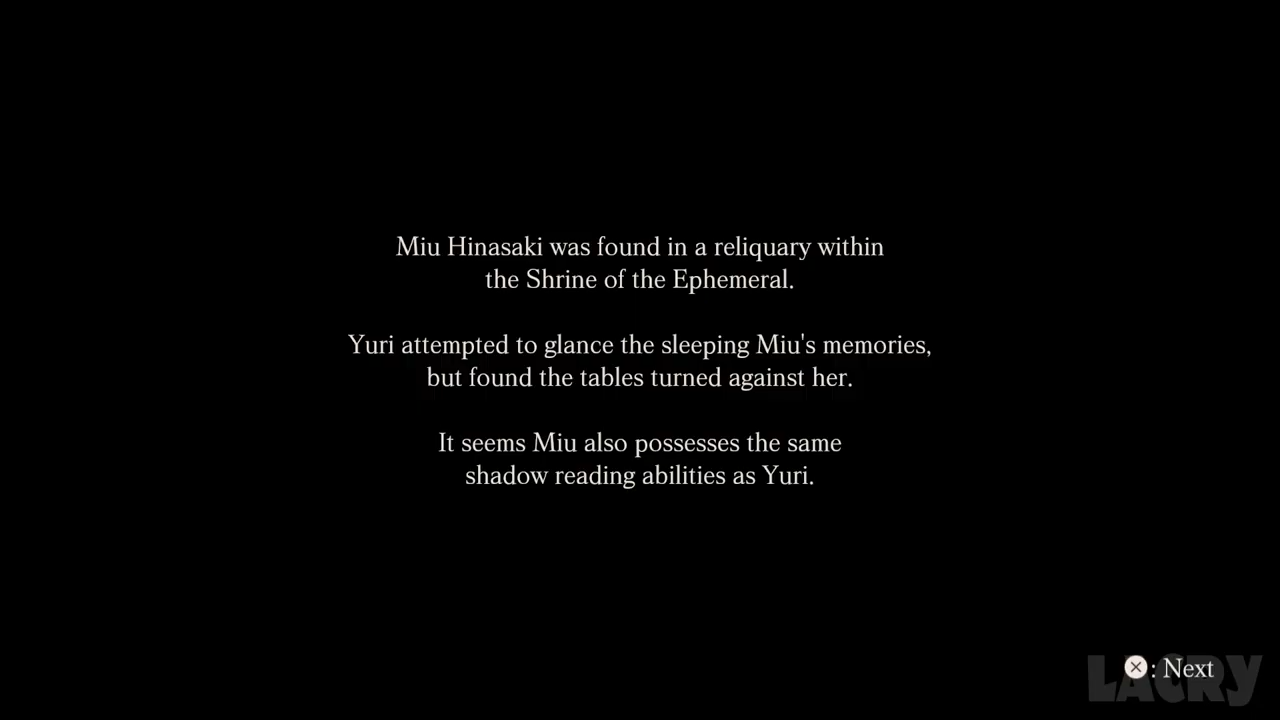 Miu Hinasaki was found in a reliquary within
the Shrine of the Ephemeral.
Yuri attempted to glance the sleeping Miu's memories,
but found the tables turned against her.
It seems Miu also possesses the same
shadow reading abilities as Yuri.
: Next
LACRY